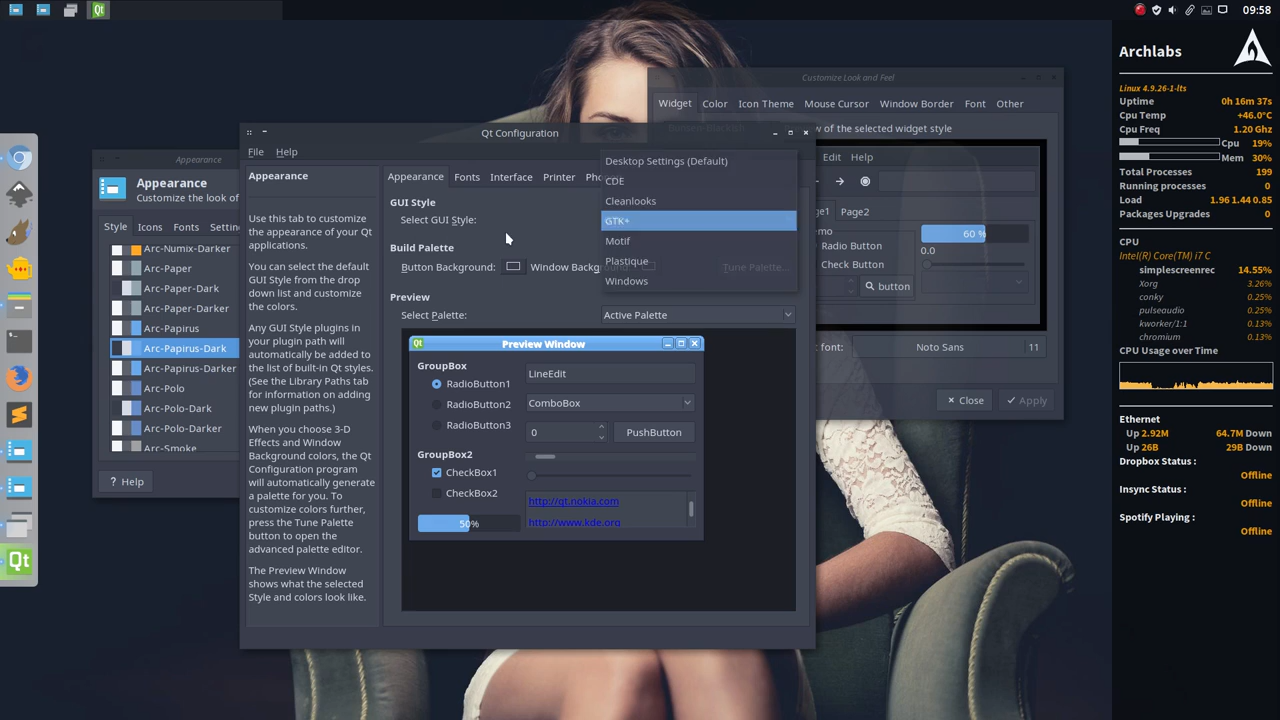 Qt
09:58
Archlabs
Linux 4.9.26-1-lts
Uptime 0h 16m 37s
Cpu Temp +46.0°C
Cpu Freq 1.20 Ghz
Cpu 19%
Mem 30%
Total Processes 199
Running processes 0
Load 1.96 1.44 0.85
Packages Upgrades 0
CPU
Intel(R) Core(TM) i7 C
simplescreenrec 14.55%
Xorg 3.26%
conky 0.25%
pulseaudio 0.25%
kworker/1:1 0.13%
chromium 0.13%
CPU Usage over Time
Ethernet
Up 2.92M 64.7M Down
Up 26B 29B Down
Dropbox Status :
Offline
Insync Status :
Offline
Spotify Playing :
Offline
Customize Look and Feel
Widget Color Icon Theme Mouse Cursor Window Border Font Other
w of the selected widget style
Edit Help
Page2
emo
60 %
Radio Button
0.0
Check Button
button
t font: Noto Sans 11
Close Apply
Appearance
Appearance
Customize the look of
Style Icons Fonts Settin
Arc-Numix-Darker
Arc-Paper
Arc-Paper-Dark
Arc-Paper-Darker
Arc-Papirus
Arc-Papirus-Dark
Arc-Papirus-Darker
Arc-Polo
Arc-Polo-Dark
Arc-Polo-Darker
Arc-Smoke
? Help
Qt
Qt Configuration
File Help
Appearance
Use this tab to customize
the appearance of your Qt
applications.
You can select the default
GUI Style from the drop
down list and customize
the colors.
Any GUI Style plugins in
your plugin path will
automatically be added to
the list of built-in Qt styles.
(See the Library Paths tab
for information on adding
new plugin paths.)
When you choose 3-D
Effects and Window
Background colors, the Qt
Configuration program
will automatically generate
a palette for you. To
customize colors further,
press the Tune Palette
button to open the
advanced palette editor.
The Preview Window
shows what the selected
Style and colors look like.
Appearance Fonts Interface Printer Pho
GUI Style
Select GUI Style:
Desktop Settings (Default)
CDE
Cleanlooks
GTK+
Motif
Plastique
Windows
Build Palette
Button Background: Window Backg
Tune Palette...
Preview
Select Palette: Active Palette
Qt Preview Window
GroupBox
RadioButton1
RadioButton2
RadioButton3
LineEdit
ComboBox
0 PushButton
GroupBox2
CheckBox1
CheckBox2
50%
http://qt.nokia.com
http://www.kde.org